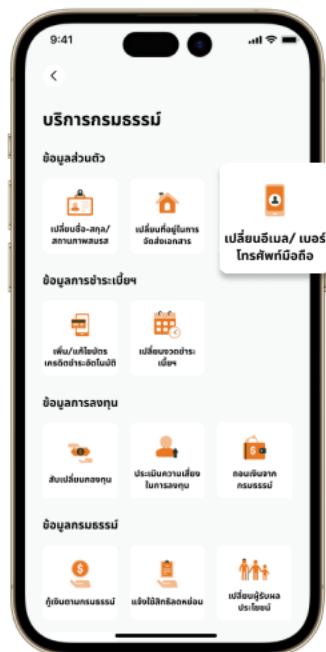 9:41
บริการกรมธรรม์
ข้อมูลส่วนตัว
เปลี่ยนชื่อ-สกุล/
สถานภาพสมรส
เปลี่ยนที่อยู่ในการ
จัดส่งเอกสาร
เปลี่ยนอีเมล/ เบอร์
โทรศัพท์มือถือ
ข้อมูลการชำระเบี้ยฯ
เพิ่ม/แก้ไขบัตร
เครดิตชำระอัตโนมัติ
เปลี่ยนงวดชำระ
เบี้ยฯ
ข้อมูลการลงทุน
สับเปลี่ยนกองทุน
ประเมินความเสี่ยง
ในการลงทุน
ถอนเงินจาก
กรมธรรม์
ข้อมูลกรมธรรม์
กู้เงินตามกรมธรรม์
แจ้งใช้สิทธิลดหย่อน
เปลี่ยนผู้รับผล
ประโยชน์